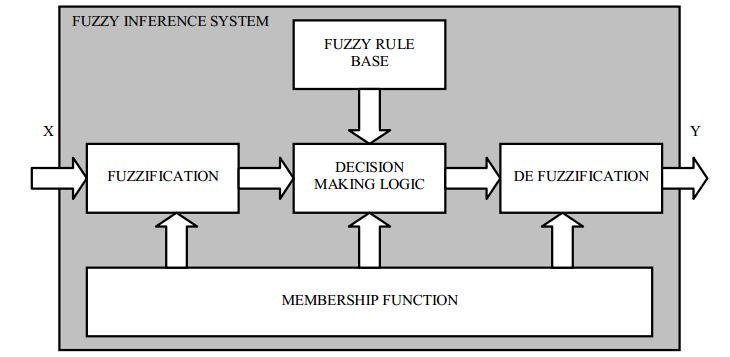 FUZZY INFERENCE SYSTEM
FUZZY RULE
BASE
X
Y
FUZZIFICATION
DECISION
MAKING LOGIC
DE FUZZIFICATION
MEMBERSHIP FUNCTION